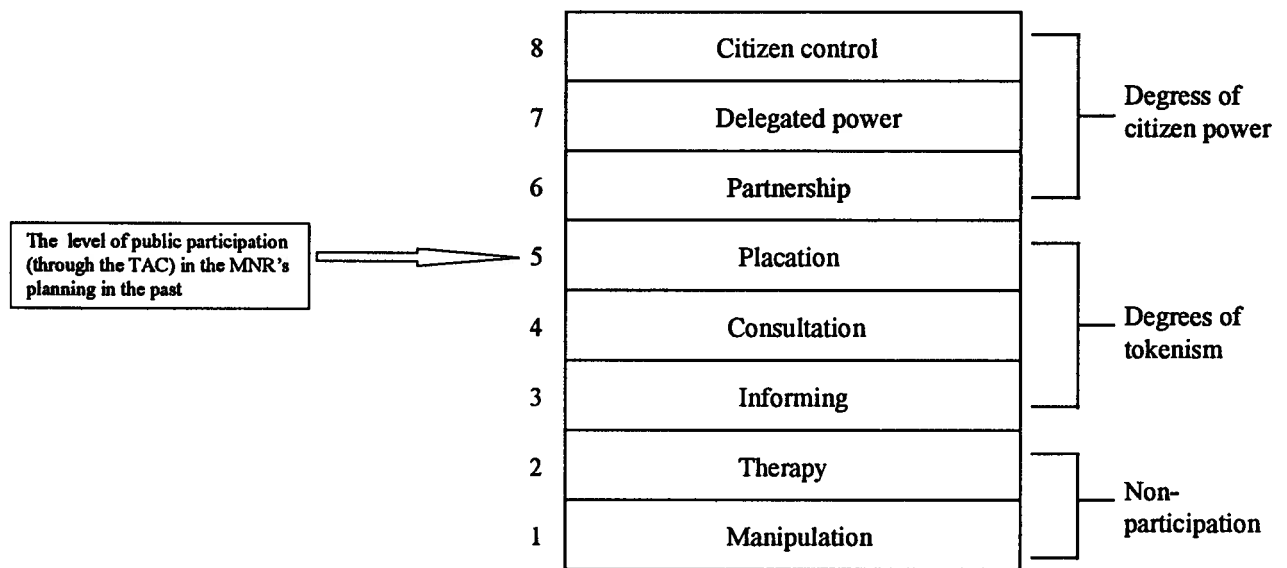 8 Citizen control
7 Delegated power
6 Partnership
5 Placation
4 Consultation
3 Informing
2 Therapy
1 Manipulation
Degress of
citizen power
Degrees of
tokenism
Non-
participation
The level of public participation
(through the TAC) in the MNR's
planning in the past